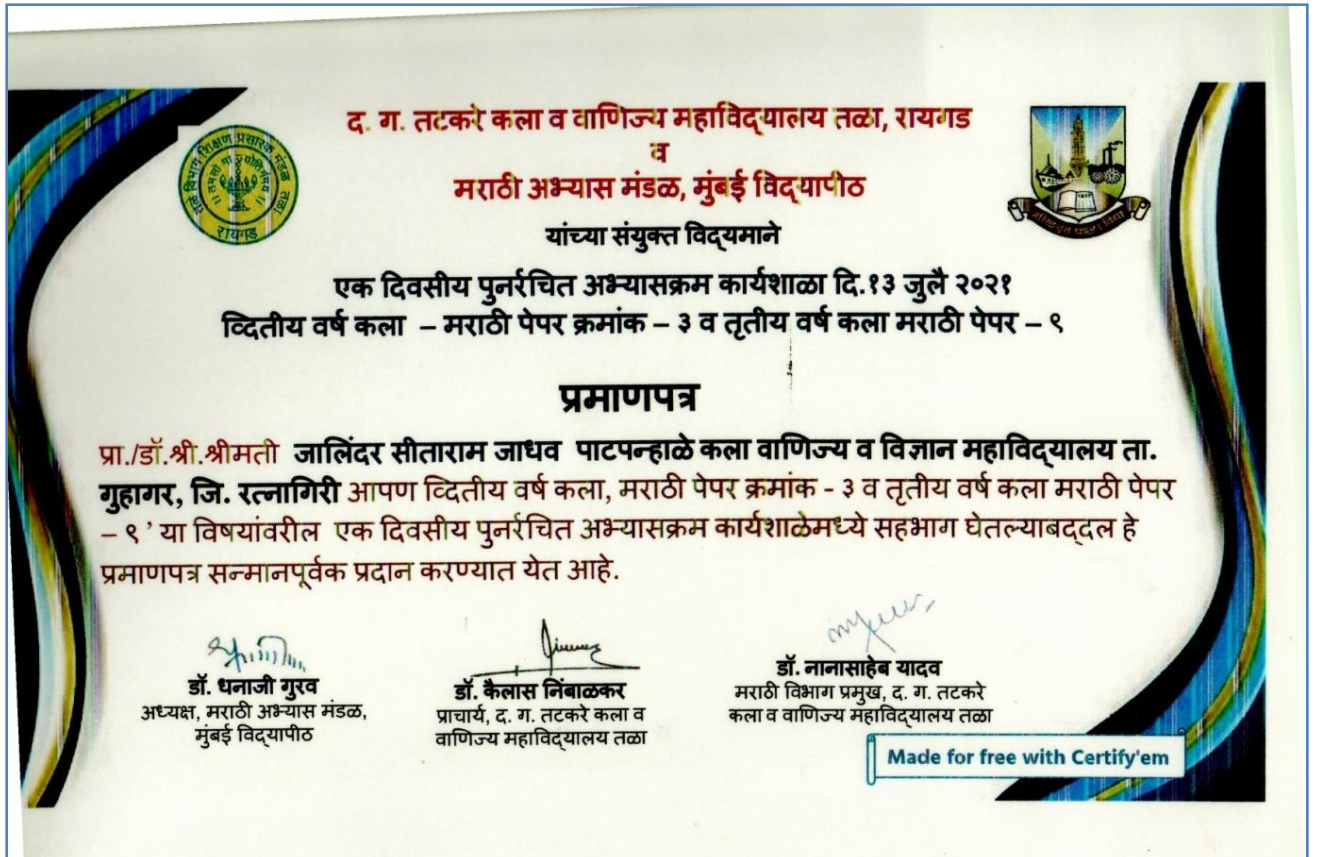 द. ग. तटकरे कला व वाणिज्य महाविद्यालय तळा, रायगड
व
मराठी अभ्यास मंडळ, मुंबई विद्यापीठ
यांच्या संयुक्त विद्यमाने
एक दिवसीय पुनर्रचित अभ्यासक्रम कार्यशाळा दि.१३ जुलै २०२१
व्दितीय वर्ष कला – मराठी पेपर क्रमांक – ३ व तृतीय वर्ष कला मराठी पेपर – ९
प्रमाणपत्र
प्रा./डॉ.श्री.श्रीमती जालिंदर सीताराम जाधव पाटपन्हाळे कला वाणिज्य व विज्ञान महाविद्यालय ता.
गुहागर, जि. रत्नागिरी आपण व्दितीय वर्ष कला, मराठी पेपर क्रमांक - ३ व तृतीय वर्ष कला मराठी पेपर
– ९ ' या विषयांवरील एक दिवसीय पुनर्रचित अभ्यासक्रम कार्यशाळेमध्ये सहभाग घेतल्याबद्दल हे
प्रमाणपत्र सन्मानपूर्वक प्रदान करण्यात येत आहे.
डॉ. धनाजी गुरव
अध्यक्ष, मराठी अभ्यास मंडळ,
मुंबई विद्यापीठ
डॉ. कैलास निंबाळकर
प्राचार्य, द. ग. तटकरे कला व
वाणिज्य महाविद्यालय तळा
डॉ. नानासाहेब यादव
मराठी विभाग प्रमुख, द. ग. तटकरे
कला व वाणिज्य महाविद्यालय तळा
Made for free with Certify'em
रायगड